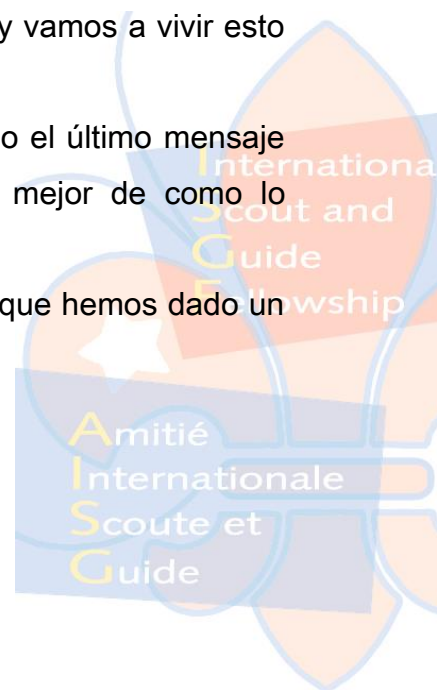 y vamos a vivir esto
o el último mensaje
mejor de como lo
que hemos dado un
Internationa
Scout and
Guide
Fellowship
Amitié
Internationale
Scoute et
Guide